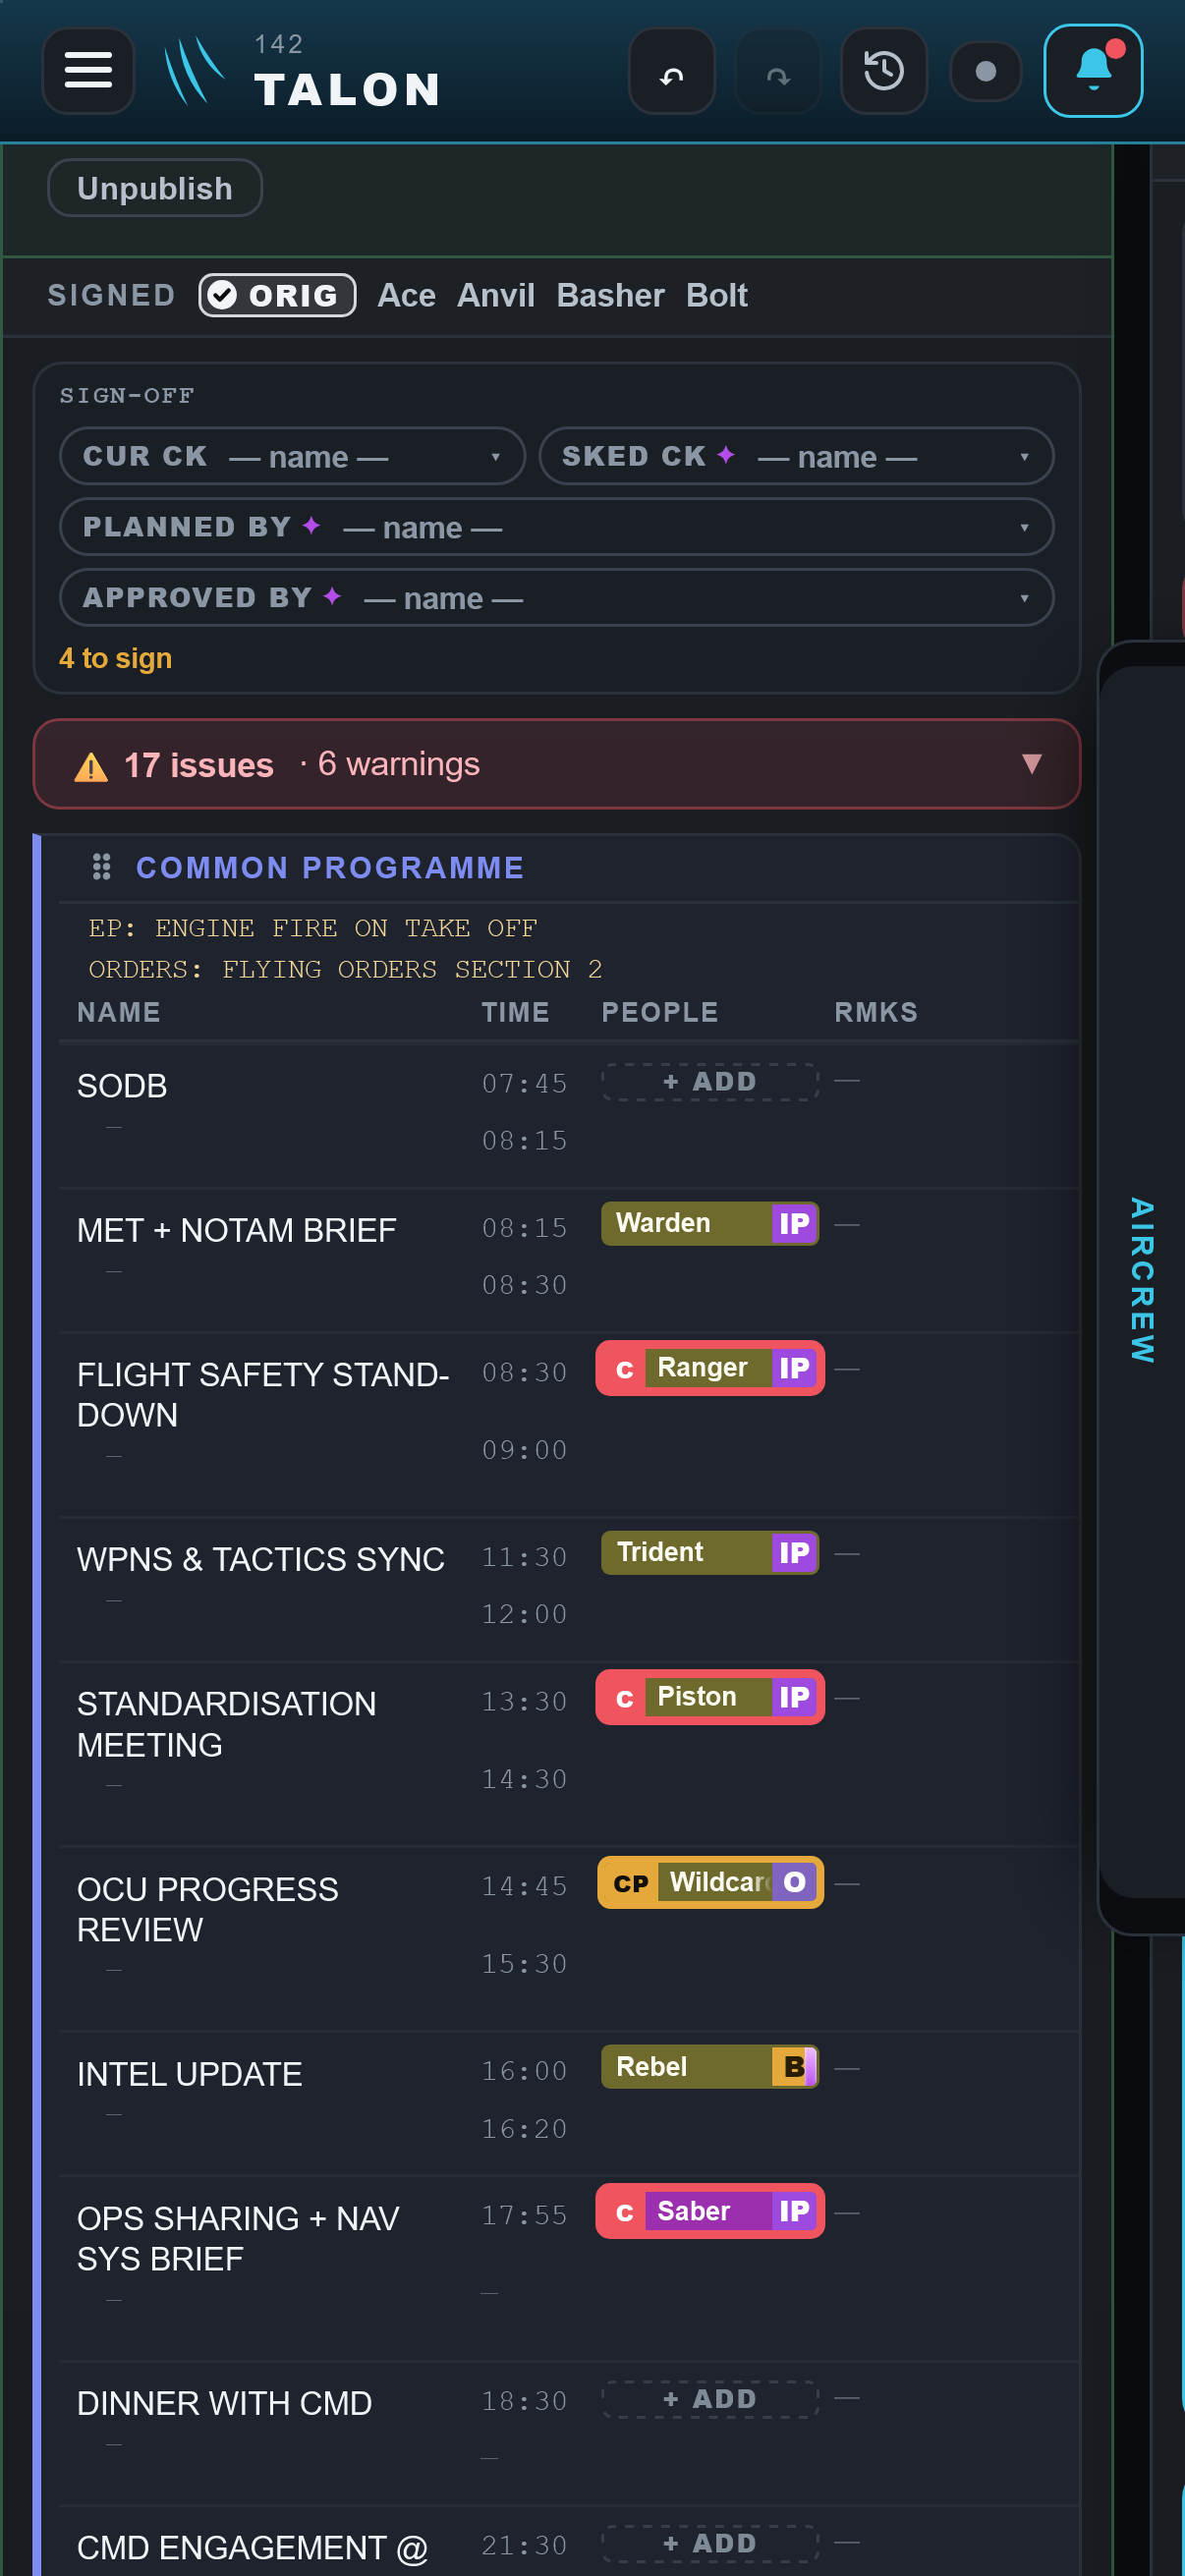 142
TALON
Unpublish
SIGNED ORIG Ace Anvil Basher Bolt
SIGN-OFF
CUR CK — name —
SKED CK — name —
PLANNED BY — name —
APPROVED BY — name —
4 to sign
17 issues · 6 warnings
COMMON PROGRAMME
EP: ENGINE FIRE ON TAKE OFF
ORDERS: FLYING ORDERS SECTION 2
NAME TIME PEOPLE RMKS
SODB 07:45 + ADD —
— 08:15
MET + NOTAM BRIEF 08:15 Warden IP —
— 08:30
FLIGHT SAFETY STAND- 08:30 C Ranger IP —
DOWN
— 09:00
WPNS & TACTICS SYNC 11:30 Trident IP —
— 12:00
STANDARDISATION 13:30 C Piston IP —
MEETING
— 14:30
OCU PROGRESS 14:45 CP Wildcard O —
REVIEW
— 15:30
INTEL UPDATE 16:00 Rebel B —
— 16:20
OPS SHARING + NAV 17:55 C Saber IP —
SYS BRIEF
— —
DINNER WITH CMD 18:30 + ADD —
— —
CMD ENGAGEMENT @ 21:30 + ADD —
AIRCREW